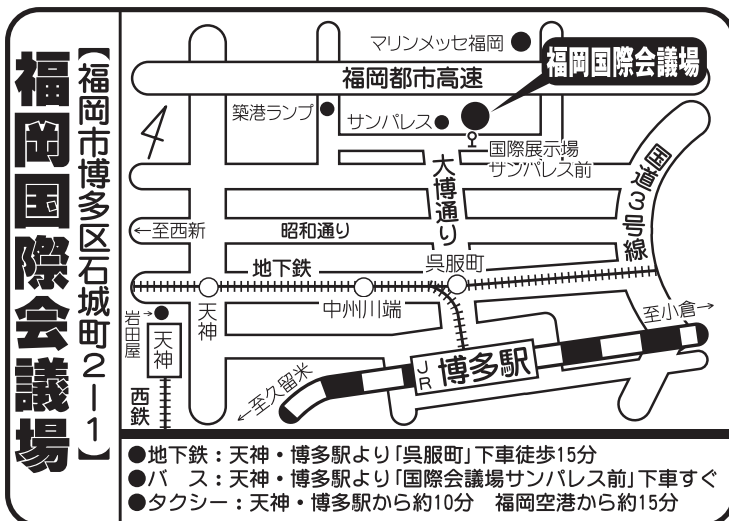 福岡国際会議場
【福岡市博多区石城町2―1】
マリンメッセ福岡
福岡国際会議場
福岡都市高速
築港ランプ
サンパレス
国際展示場
サンパレス前
大博通り
国道3号線
←至西新
昭和通り
地下鉄
呉服町
天神
中州川端
至小倉→
岩田屋→
天神
西鉄
←至久留米
JR博多駅
●地下鉄：天神・博多駅より「呉服町」下車徒歩15分
●バ　ス：天神・博多駅より「国際会議場サンパレス前」下車すぐ
●タクシー：天神・博多駅から約10分　福岡空港から約15分